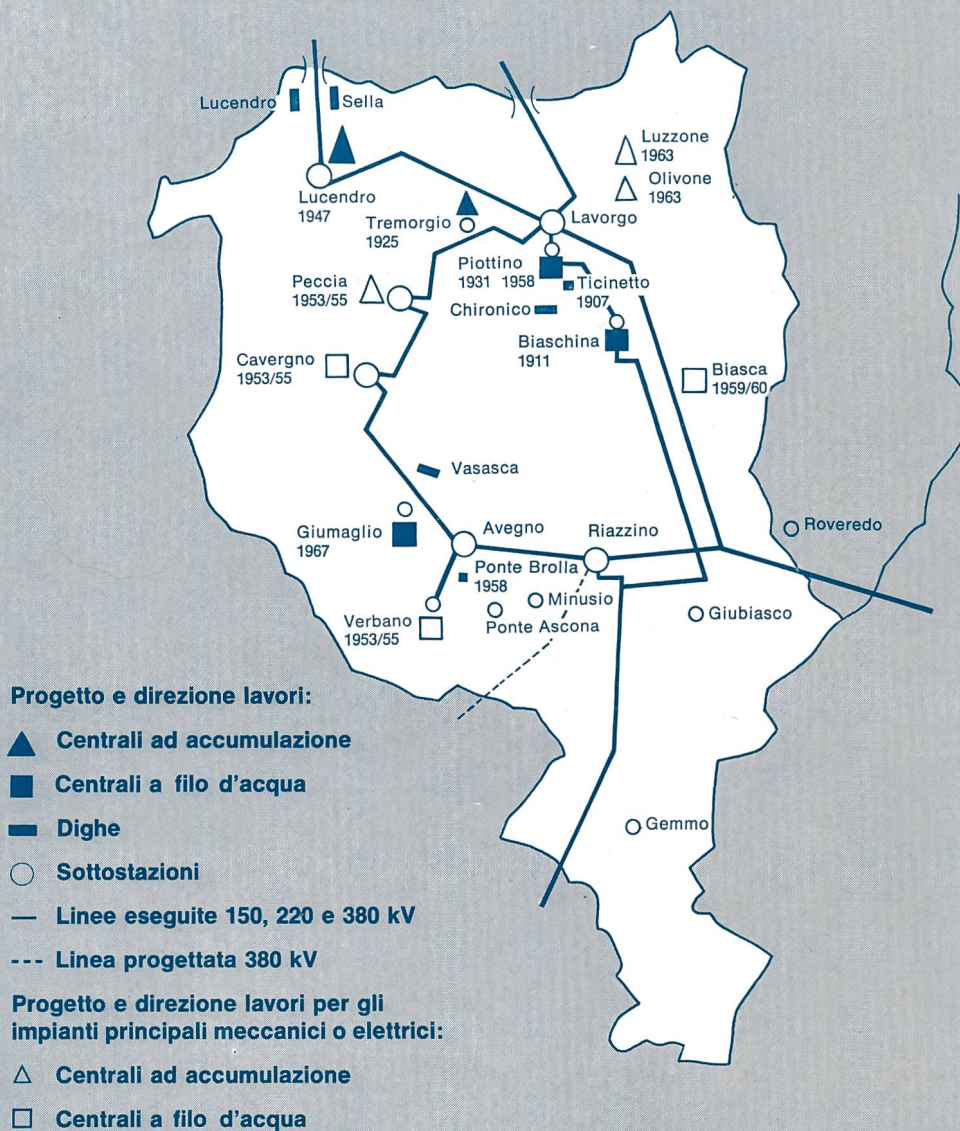 Lucendro
Sella
Lucendro
1947
Tremorgio
1925
Luzzone
1963
Olivone
1963
Lavorgo
Piottino
1931 1958
Ticinetto
1907
Chironico
Biaschina
1911
Peccia
1953/55
Cavergno
1953/55
Biasca
1959/60
Vasasca
Giumaglio
1967
Avegno
Riazzino
Roveredo
Ponte Brolla
1958
Minusio
Ponte Ascona
Giubiasco
Verbano
1953/55
Gemmo
Progetto e direzione lavori:
Centrali ad accumulazione
Centrali a filo d'acqua
Dighe
Sottostazioni
Linee eseguite 150, 220 e 380 kV
Linea progettata 380 kV
Progetto e direzione lavori per gli
impianti principali meccanici o elettrici:
Centrali ad accumulazione
Centrali a filo d'acqua